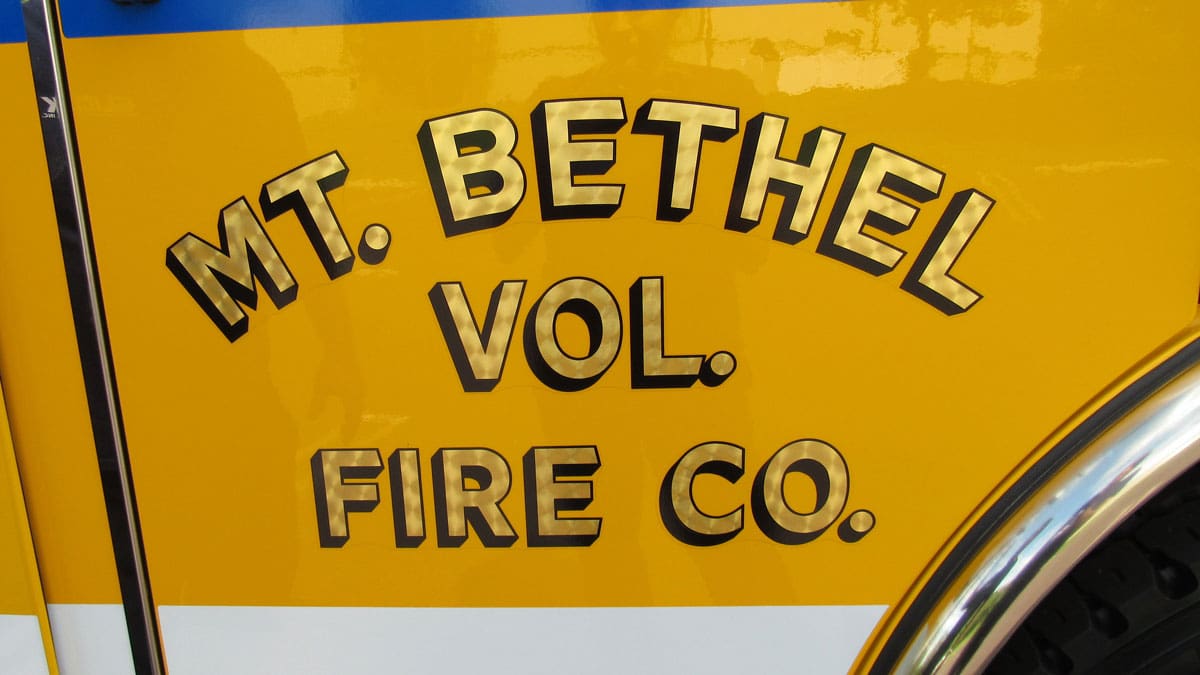 MT. BETHEL
VOL.
FIRE CO.